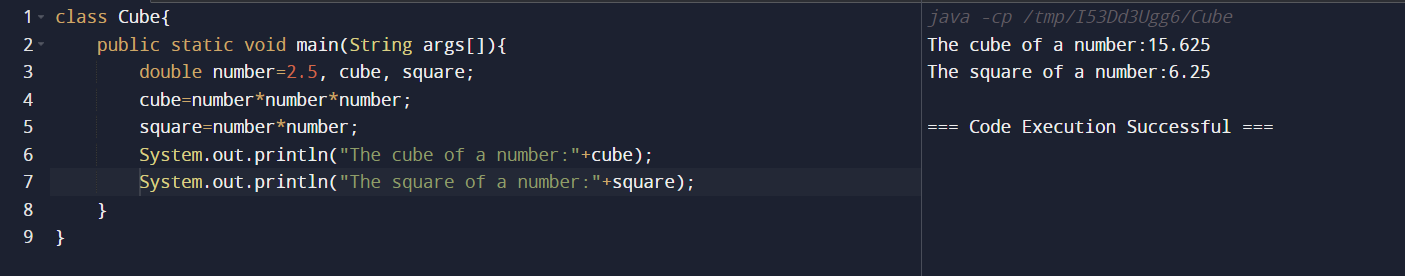 1 class Cube{
2     public static void main(String args[]){
3         double number=2.5, cube, square;
4         cube=number*number*number;
5         square=number*number;
6         System.out.println("The cube of a number:"+cube);
7         System.out.println("The square of a number:"+square);
8     }
9 }
java -cp /tmp/I53Dd3Ugg6/Cube
The cube of a number:15.625
The square of a number:6.25
=== Code Execution Successful ===